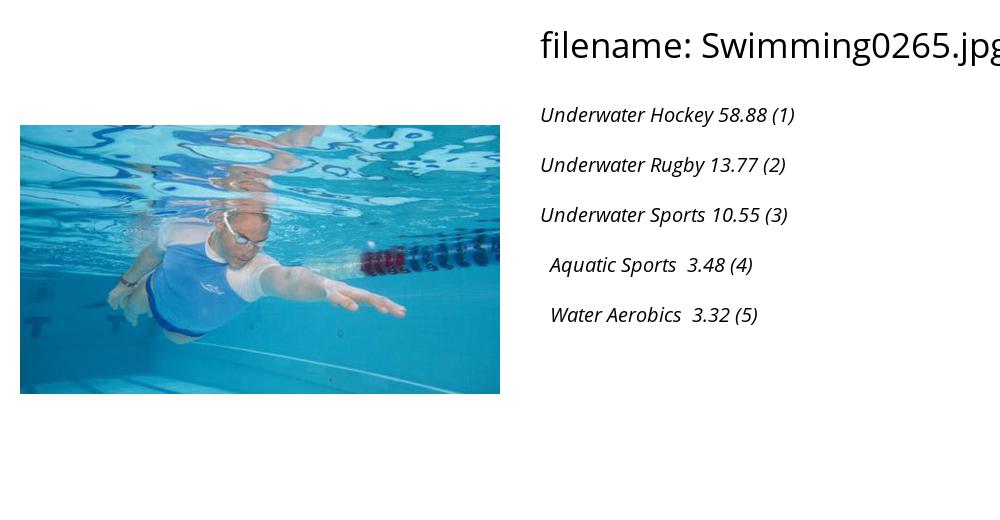 filename: Swimming0265.jpg
Underwater Hockey 58.88 (1)
Underwater Rugby 13.77 (2)
Underwater Sports 10.55 (3)
Aquatic Sports 3.48 (4)
Water Aerobics 3.32 (5)